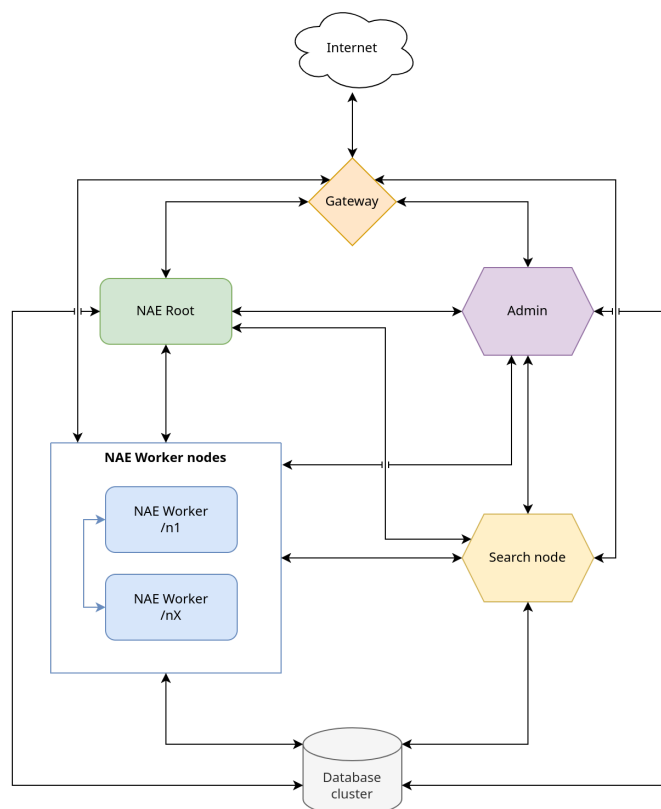 Internet
Gateway
NAE Root
Admin
NAE Worker nodes
NAE Worker
/n1
NAE Worker
/nX
Search node
Database
cluster